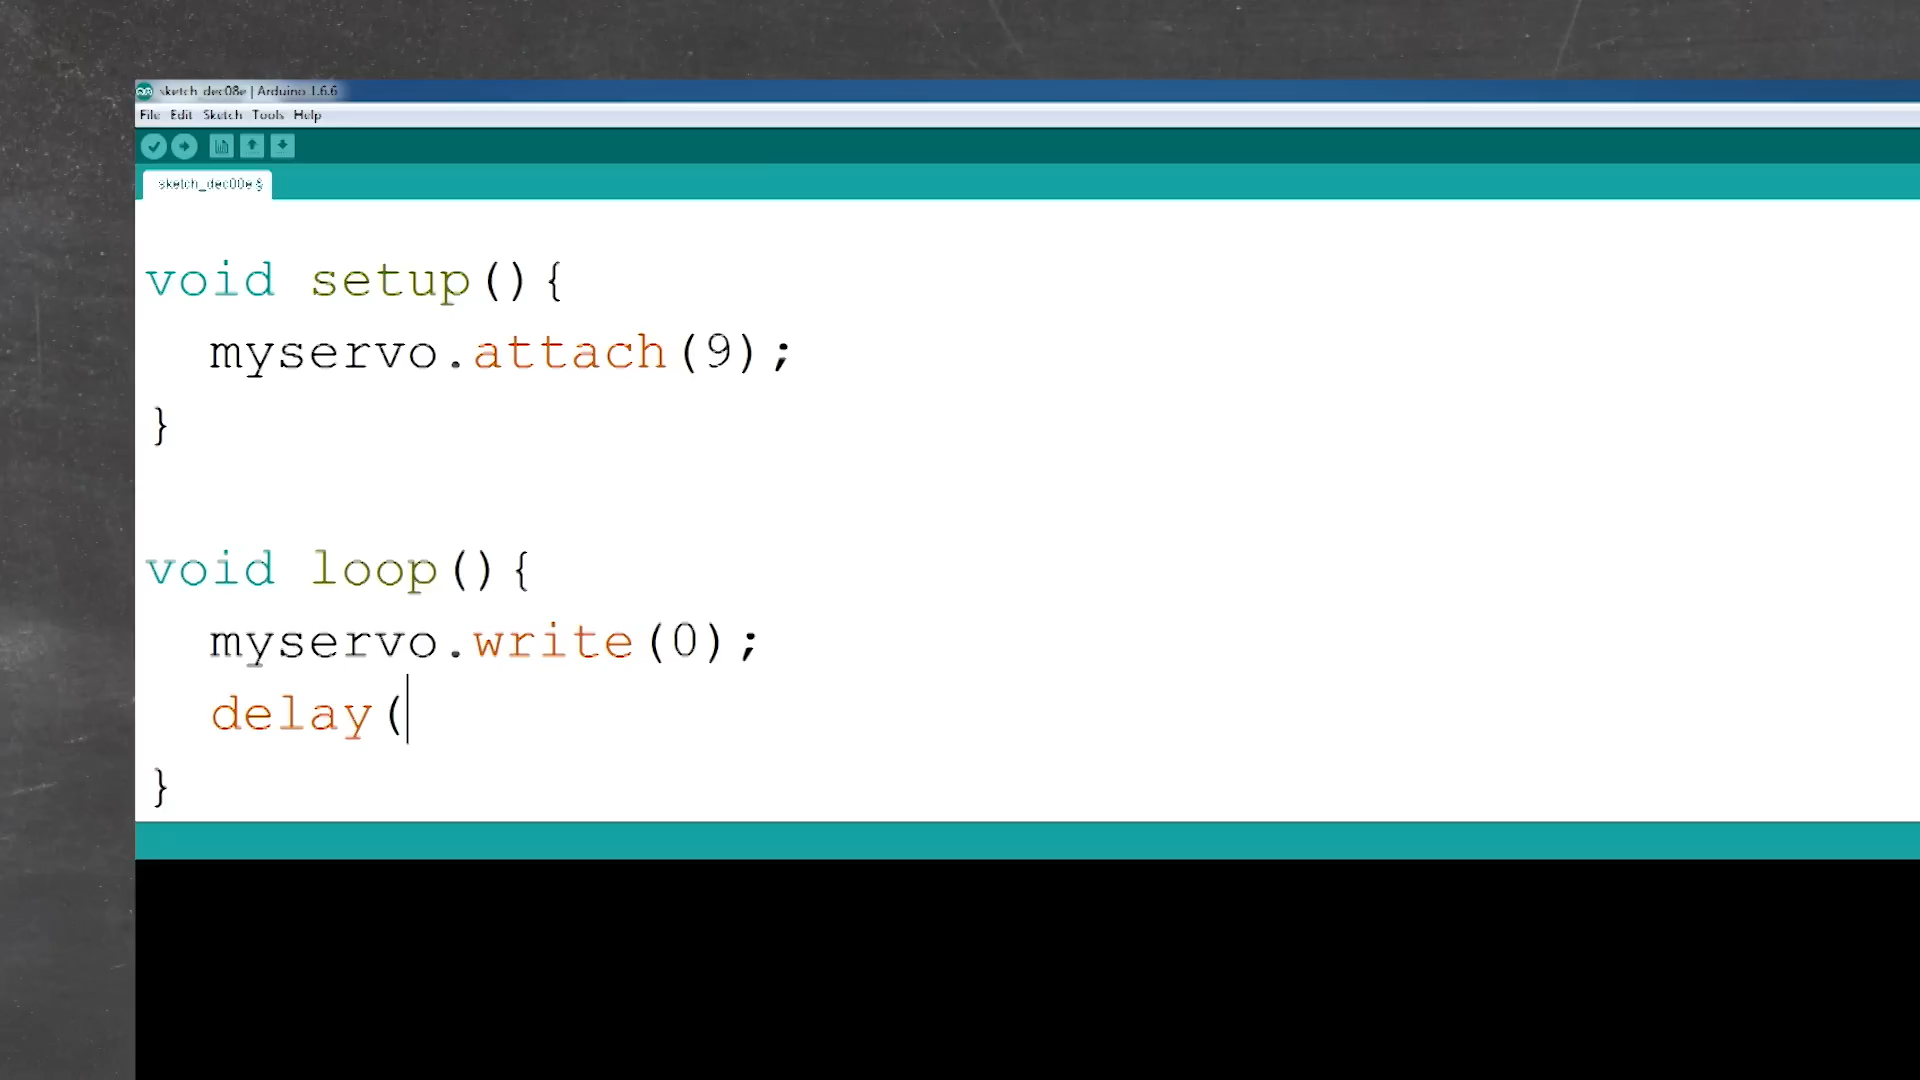 sketch_dec08e | Arduino 1.6.6
File Edit Sketch Tools Help
sketch_dec08e §
void setup(){
myservo.attach(9);
}
void loop(){
myservo.write(0);
delay(
}